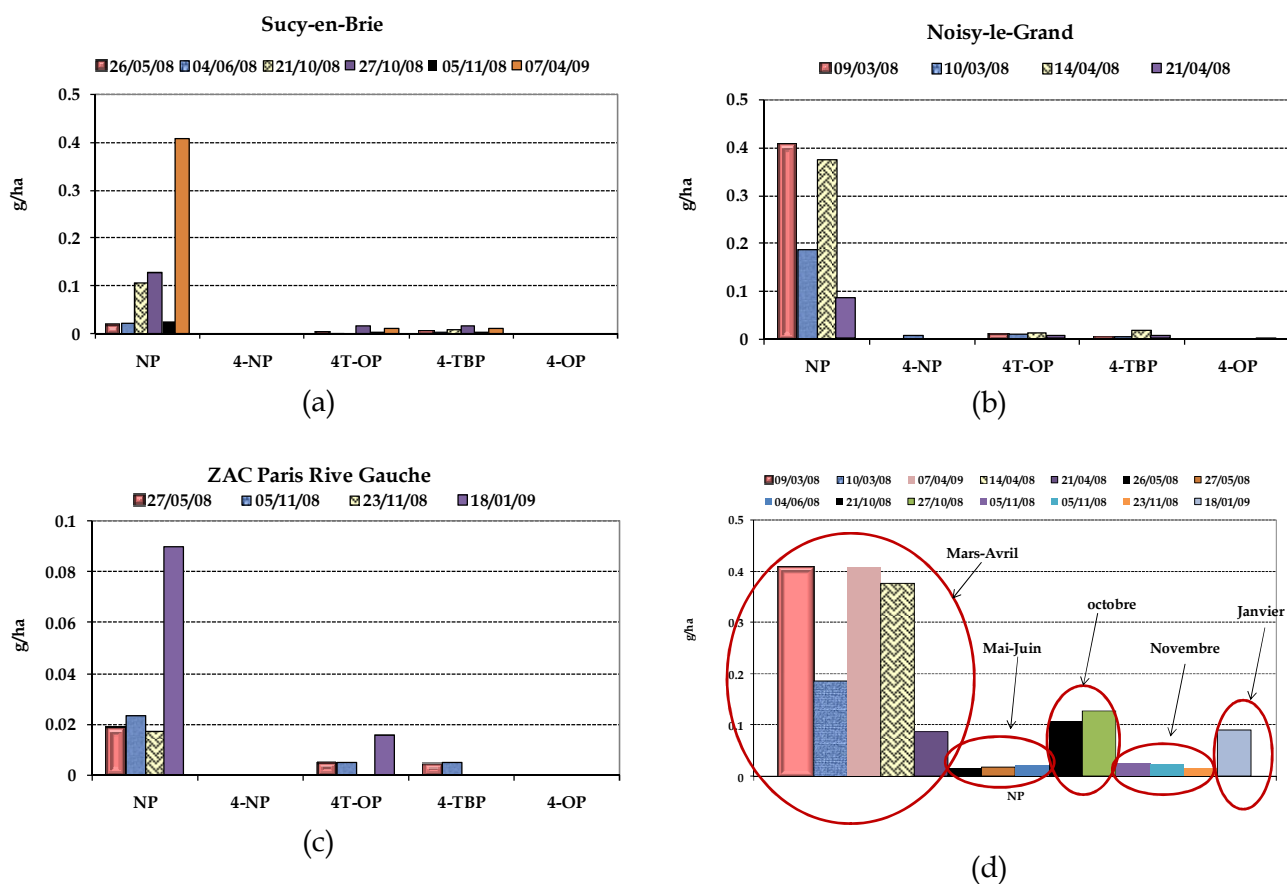 Sucy-en-Brie
26/05/08 04/06/08 21/10/08 27/10/08 05/11/08 07/04/09
0.5
0.4
0.3
0.2
0.1
0
g/ha
NP 4-NP 4T-OP 4-TBP 4-OP
(a)
Noisy-le-Grand
09/03/08 10/03/08 14/04/08 21/04/08
0.5
0.4
0.3
0.2
0.1
0
g/ha
NP 4-NP 4T-OP 4-TBP 4-OP
(b)
ZAC Paris Rive Gauche
27/05/08 05/11/08 23/11/08 18/01/09
0.1
0.08
0.06
0.04
0.02
0
g/ha
NP 4-NP 4T-OP 4-TBP 4-OP
(c)
09/03/08 10/03/08 07/04/09 14/04/08 21/04/08 26/05/08 27/05/08
04/06/08 21/10/08 27/10/08 05/11/08 05/11/08 23/11/08 18/01/09
0.5
0.4
0.3
0.2
0.1
0
g/ha
Mars-Avril
Mai-Juin
octobre
Novembre
Janvier
NP
(d)